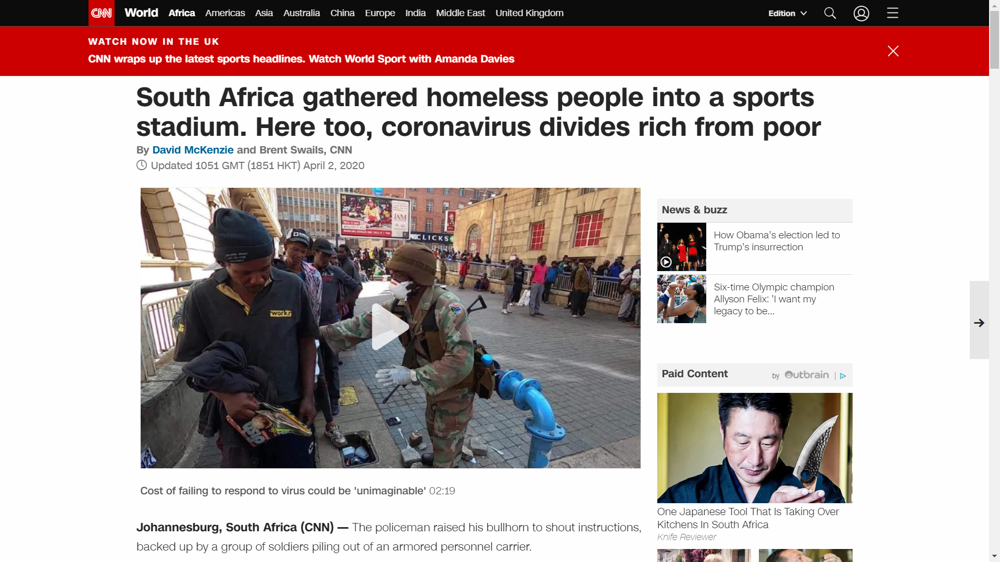 CNN World Africa Americas Asia Australia China Europe India Middle East United Kingdom Edition
WATCH NOW IN THE UK
CNN wraps up the latest sports headlines. Watch World Sport with Amanda Davies
South Africa gathered homeless people into a sports
stadium. Here too, coronavirus divides rich from poor
By David McKenzie and Brent Swails, CNN
Updated 1051 GMT (1851 HKT) April 2, 2020
JAM
CLICKS
workr
Cost of failing to respond to virus could be 'unimaginable' 02:19
Johannesburg, South Africa (CNN) — The policeman raised his bullhorn to shout instructions,
backed up by a group of soldiers piling out of an armored personnel carrier.
News & buzz
How Obama's election led to
Trump's insurrection
Six-time Olympic champion
Allyson Felix: 'I want my
legacy to be...
Paid Content
by Outbrain |
One Japanese Tool That Is Taking Over
Kitchens In South Africa
Knife Reviewer